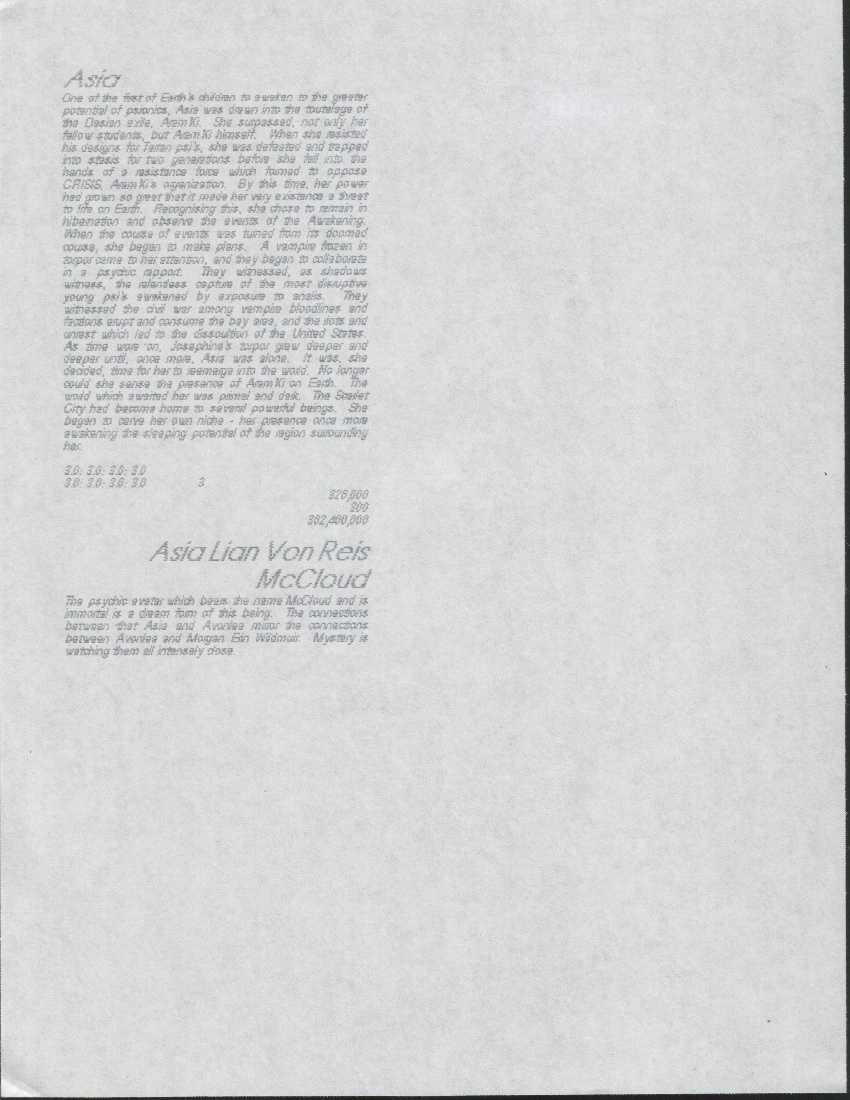 Asia
One of the first of Earth's children to awaken to the greater
potential of psionics, Asia was drawn into the toutelage of
the Dasian exile, Aram'Ki. She surpassed, not only her
fellow students, but Aram'Ki himself. When she resisted
his designs for Terran psi's, she was defeated and trapped
into stasis for two generations before she fell into the
hands of a resistance force which formed to oppose
CRISIS, Aram'Ki's organization. By this time, her power
had grown so great that it made her very existence a threat
to life on Earth. Recognising this, she chose to remain in
hibernation and observe the events of the Awakening.
When the course of events was turned from its doomed
course, she began to make plans. A vampire frozen in
torpor came to her attention, and they began to collaborate
in a psychic rapport. They witnessed, as shadows
witness, the relentless capture of the most disruptive
young psi's awakened by exposure to They
witnessed the civil war among vampire bloodlines and
factions erupt and consume the bay area, and the riots and
unrest which led to the dissoultion of the United States.
As time wore on, Josephine's torpor grew deeper and
deeper until, once more, Asia was alone. It was, she
decided, time for her to reemerge into the world. No longer
could she sense the presence of Aram'Ki on Earth. The
world which awaited her was primal and dark. The Scarlet
City had become home to several powerful beings. She
began to carve her own niche - her presence once more
awakening the sleeping potential of the region surrounding
her.
3.0: 3.0: 3.0: 3.0
3.0: 3.0: 3.0: 3.0 3
326,600
300
382,400,000
Asia Lian Von Reis
McCloud
The psychic avatar which bears the name McCloud and is
immortal is a dream form of this being. The connections
between that Asia and Avonlea mirror the connections
between Avonlea and Morgan Erin Wildmuir. Mystery is
watching them all intensely close.